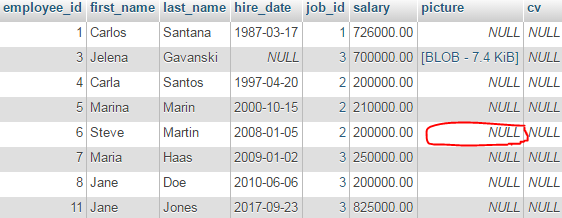 employee_id first_name last_name hire_date job_id salary picture cv
1 Carlos Santana 1987-03-17 1 726000.00 NULL NULL
3 Jelena Gavanski NULL 3 700000.00 [BLOB - 7.4 KiB] NULL
4 Carla Santos 1997-04-20 2 210000.00 NULL NULL
5 Marina Marin 2000-10-15 2 210000.00 NULL NULL
6 Steve Martin 2008-01-05 2 200000.00 NULL NULL
7 Maria Haas 2009-01-02 3 250000.00 NULL NULL
8 Jane Doe 2010-06-06 3 200000.00 NULL NULL
11 Jane Jones 2017-09-23 3 825000.00 NULL NULL